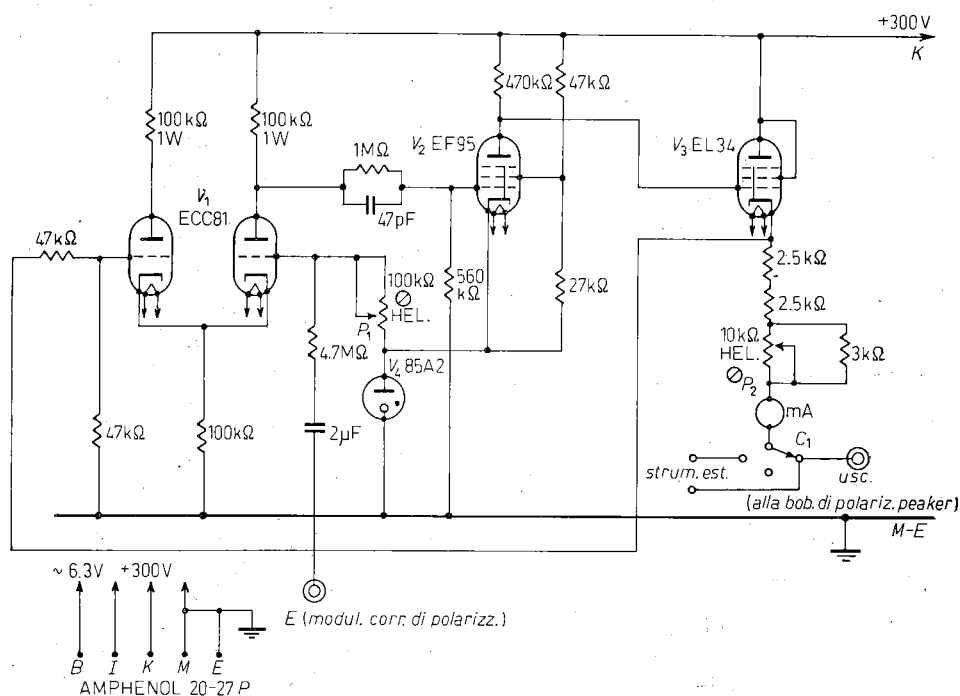 +300V
K
100kΩ
1W
100kΩ
1W
470kΩ
47kΩ
V2 EF95
V3 EL34
1MΩ
47pF
V1
ECC81
47kΩ
100kΩ
HEL.
P1
560
kΩ
27kΩ
2.5kΩ
2.5kΩ
10kΩ
HEL.
P2
3kΩ
4.7MΩ
V4 85A2
mA
47kΩ
100kΩ
2μF
C1
strum. est.
usc.
(alla bob. di polariz. peaker)
M-E
~ 6.3V
+300V
E (modul. corr. di polarizz.)
B I K M E
AMPHENOL 20-27 P